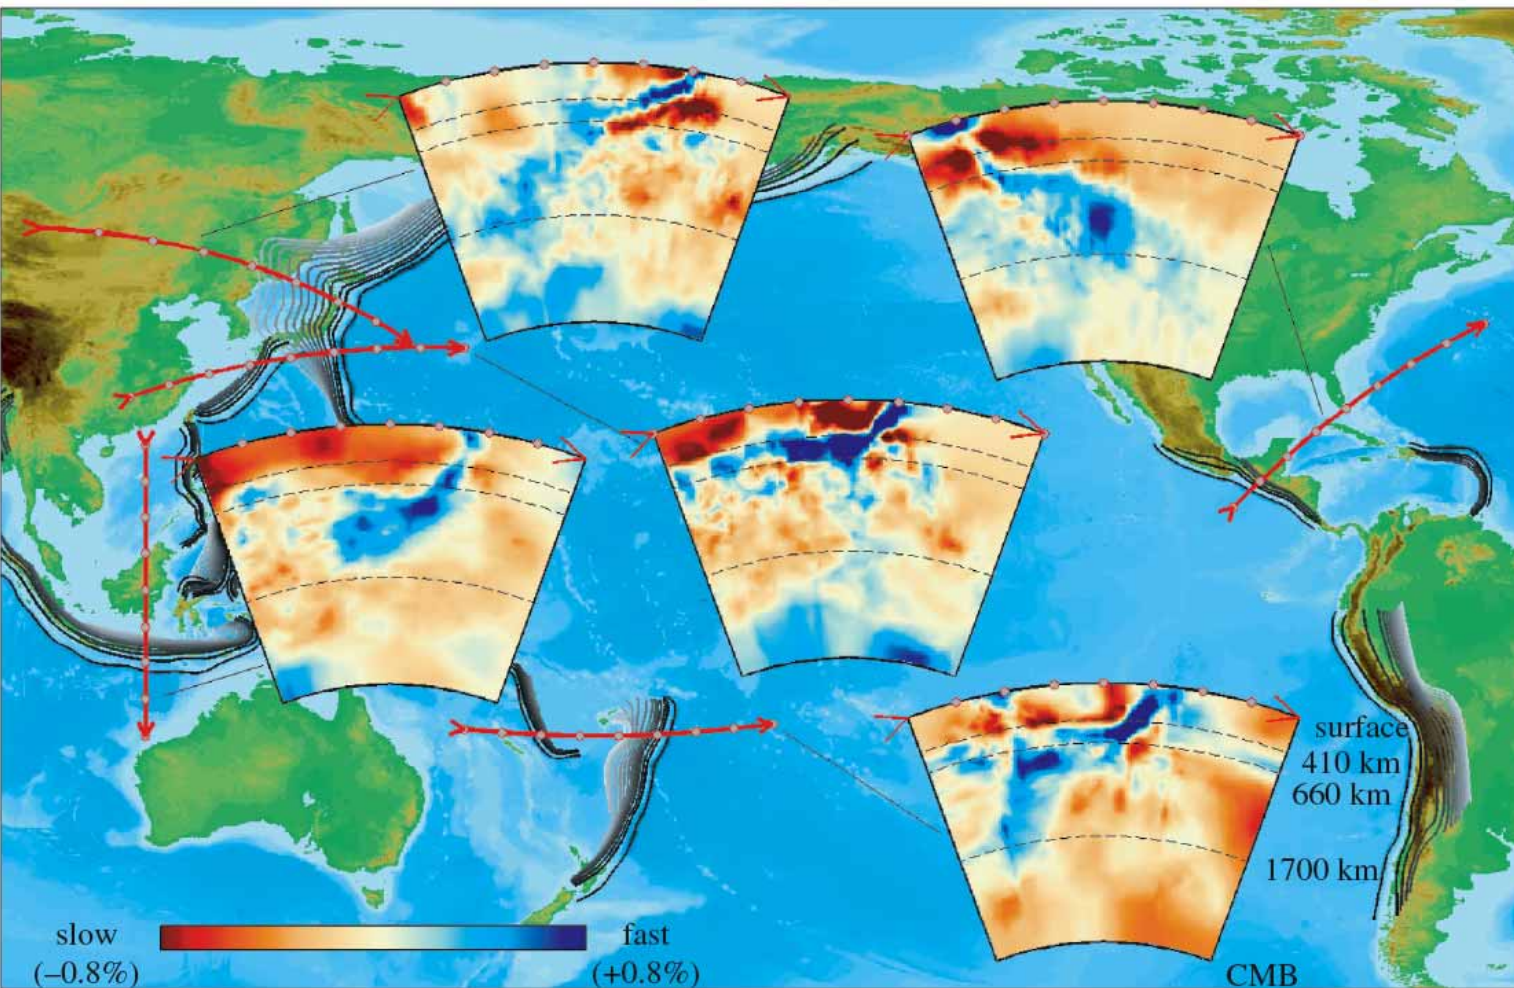 surface
410 km
660 km
1700 km
CMB
slow
(–0.8%)
fast
(+0.8%)